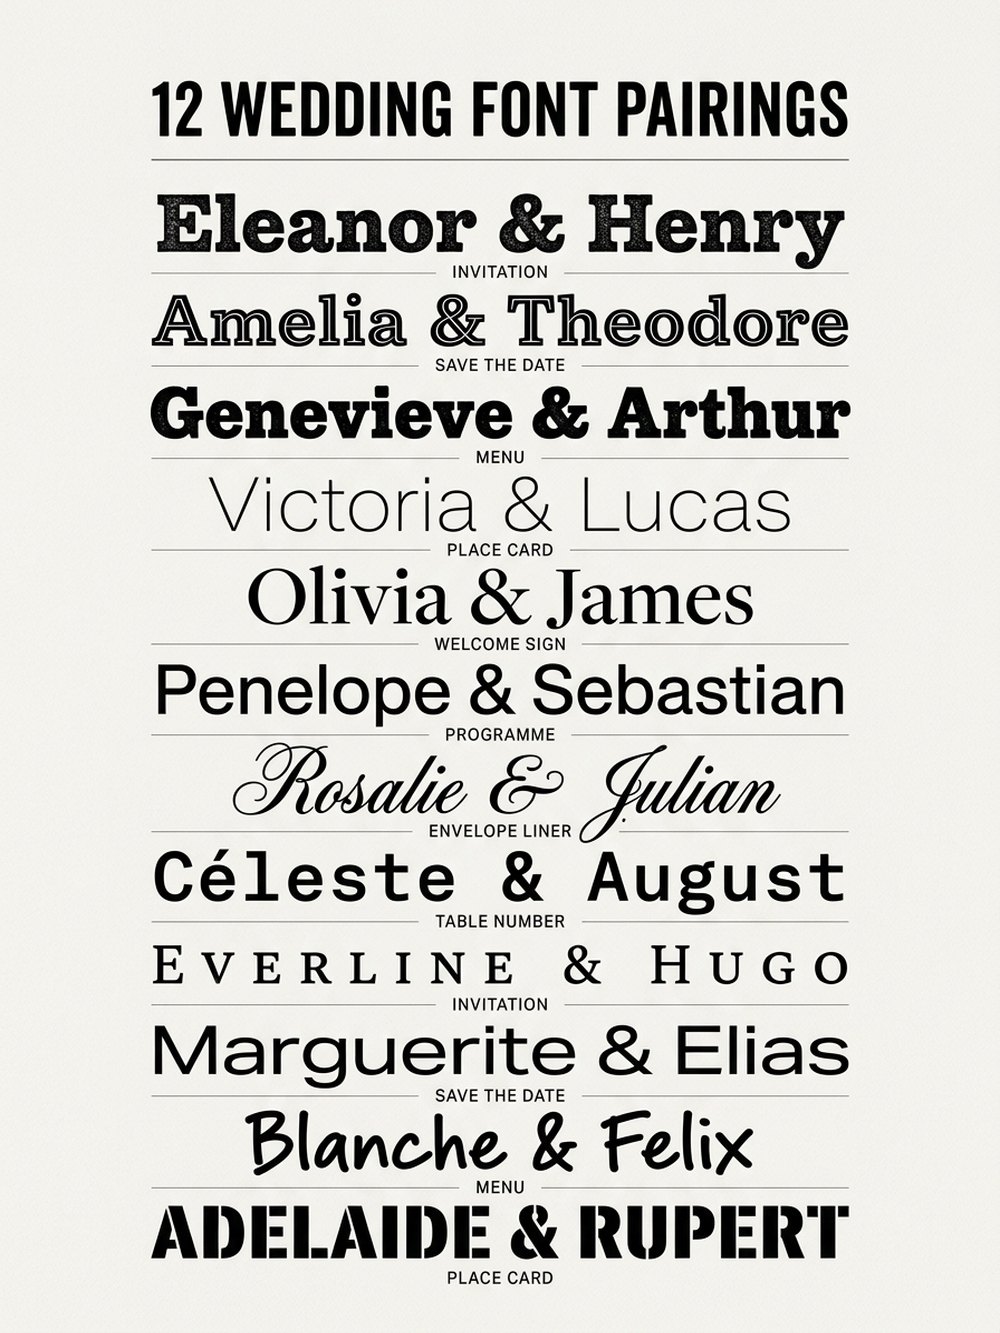 12 WEDDING FONT PAIRINGS
Eleanor & Henry
INVITATION
Amelia & Theodore
SAVE THE DATE
Genevieve & Arthur
MENU
Victoria & Lucas
PLACE CARD
Olivia & James
WELCOME SIGN
Penelope & Sebastian
PROGRAMME
Rosalie & Julian
ENVELOPE LINER
Céleste & August
TABLE NUMBER
EVERLINE & HUGO
INVITATION
Marguerite & Elias
SAVE THE DATE
Blanche & Felix
MENU
ADELAIDE & RUPERT
PLACE CARD